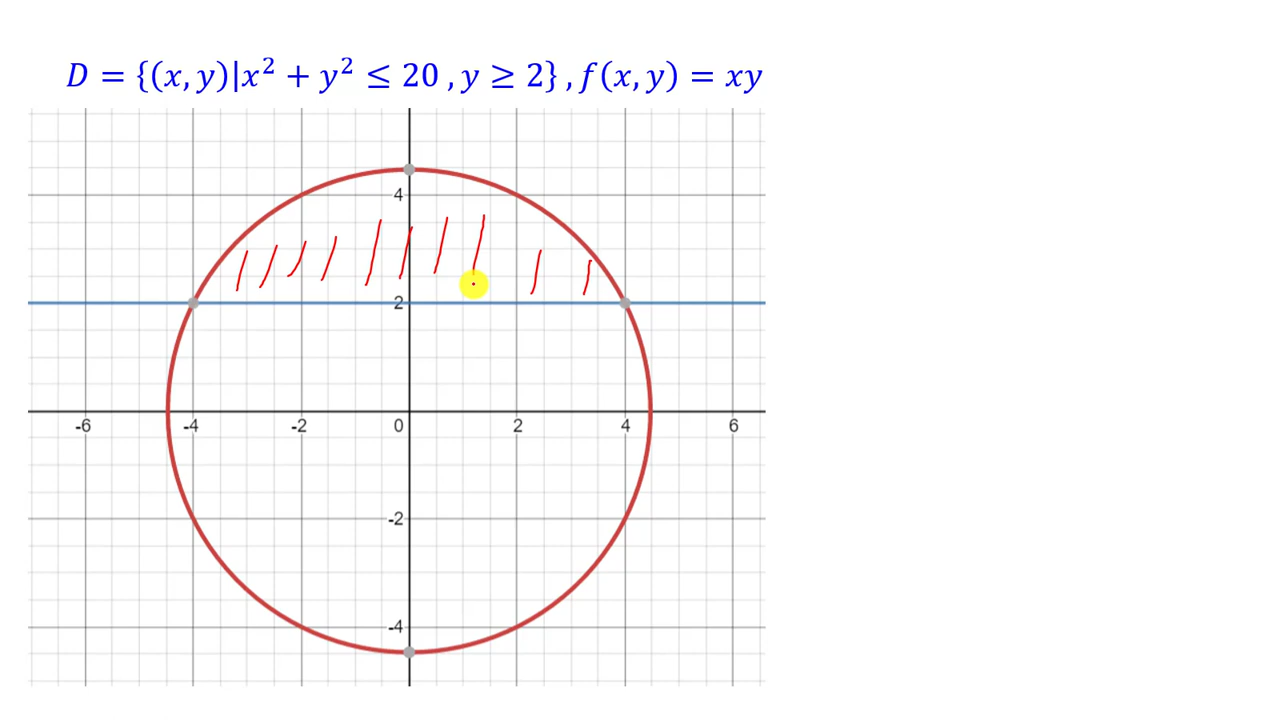 D = {(x, y)|x² + y² ≤ 20 , y ≥ 2} , f(x, y) = xy
4
2
-6 -4 -2 0 2 4 6
-2
-4